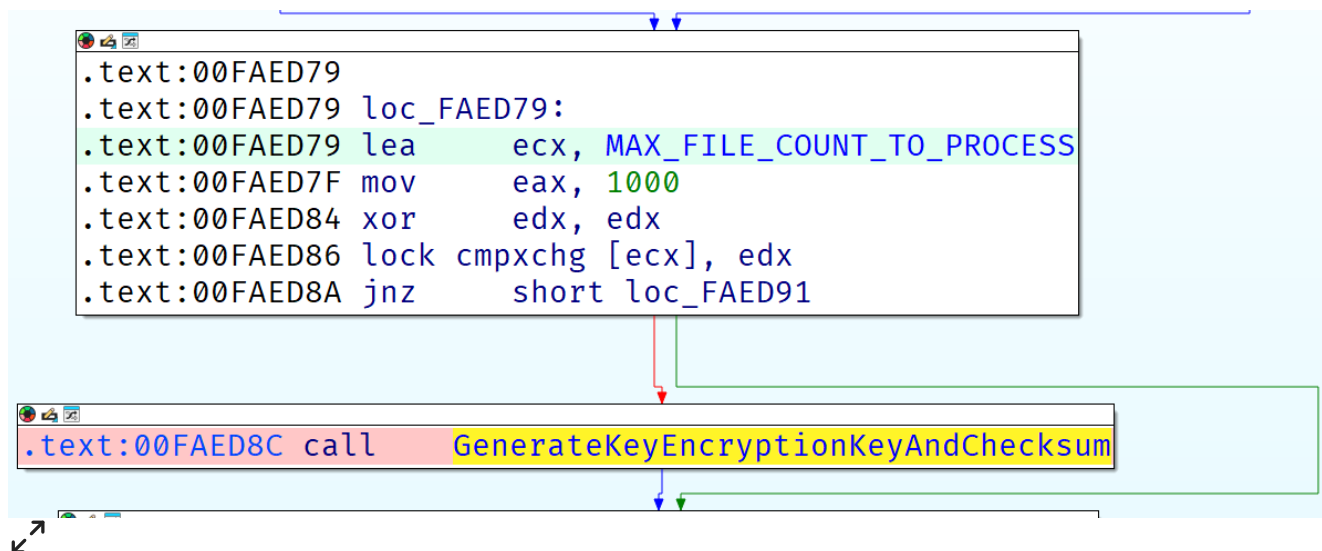 .text:00FAED79
.text:00FAED79 loc_FAED79:
.text:00FAED79 lea ecx, MAX_FILE_COUNT_TO_PROCESS
.text:00FAED7F mov eax, 1000
.text:00FAED84 xor edx, edx
.text:00FAED86 lock cmpxchg [ecx], edx
.text:00FAED8A jnz short loc_FAED91
.text:00FAED8C call GenerateKeyEncryptionKeyAndChecksum